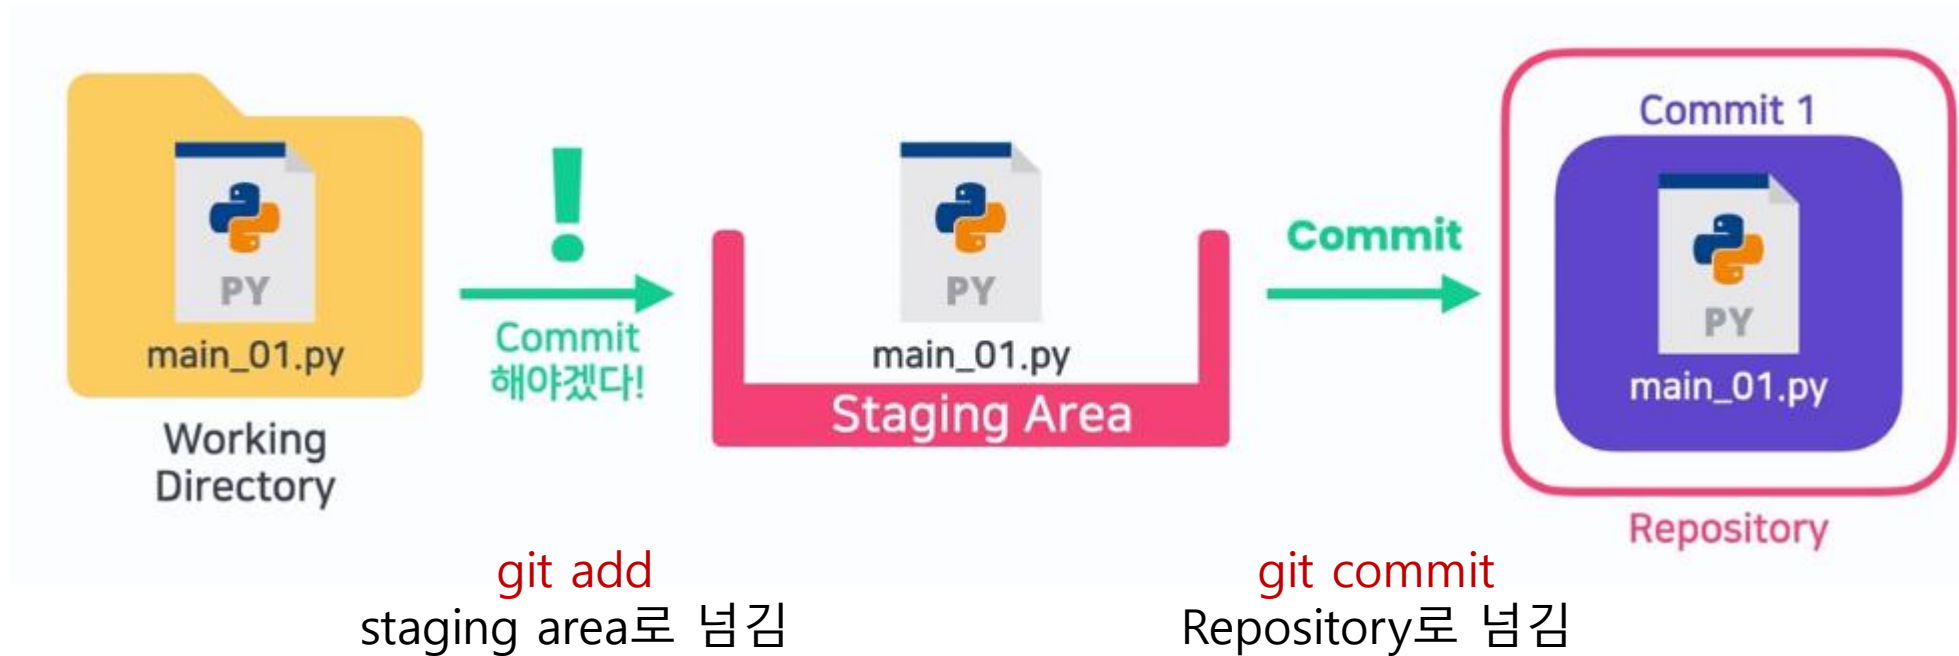 PY
main_01.py
Working
Directory
!
Commit
해야겠다!
PY
main_01.py
Staging Area
Commit
Commit 1
PY
main_01.py
Repository
git add
staging area로 넘김
git commit
Repository로 넘김